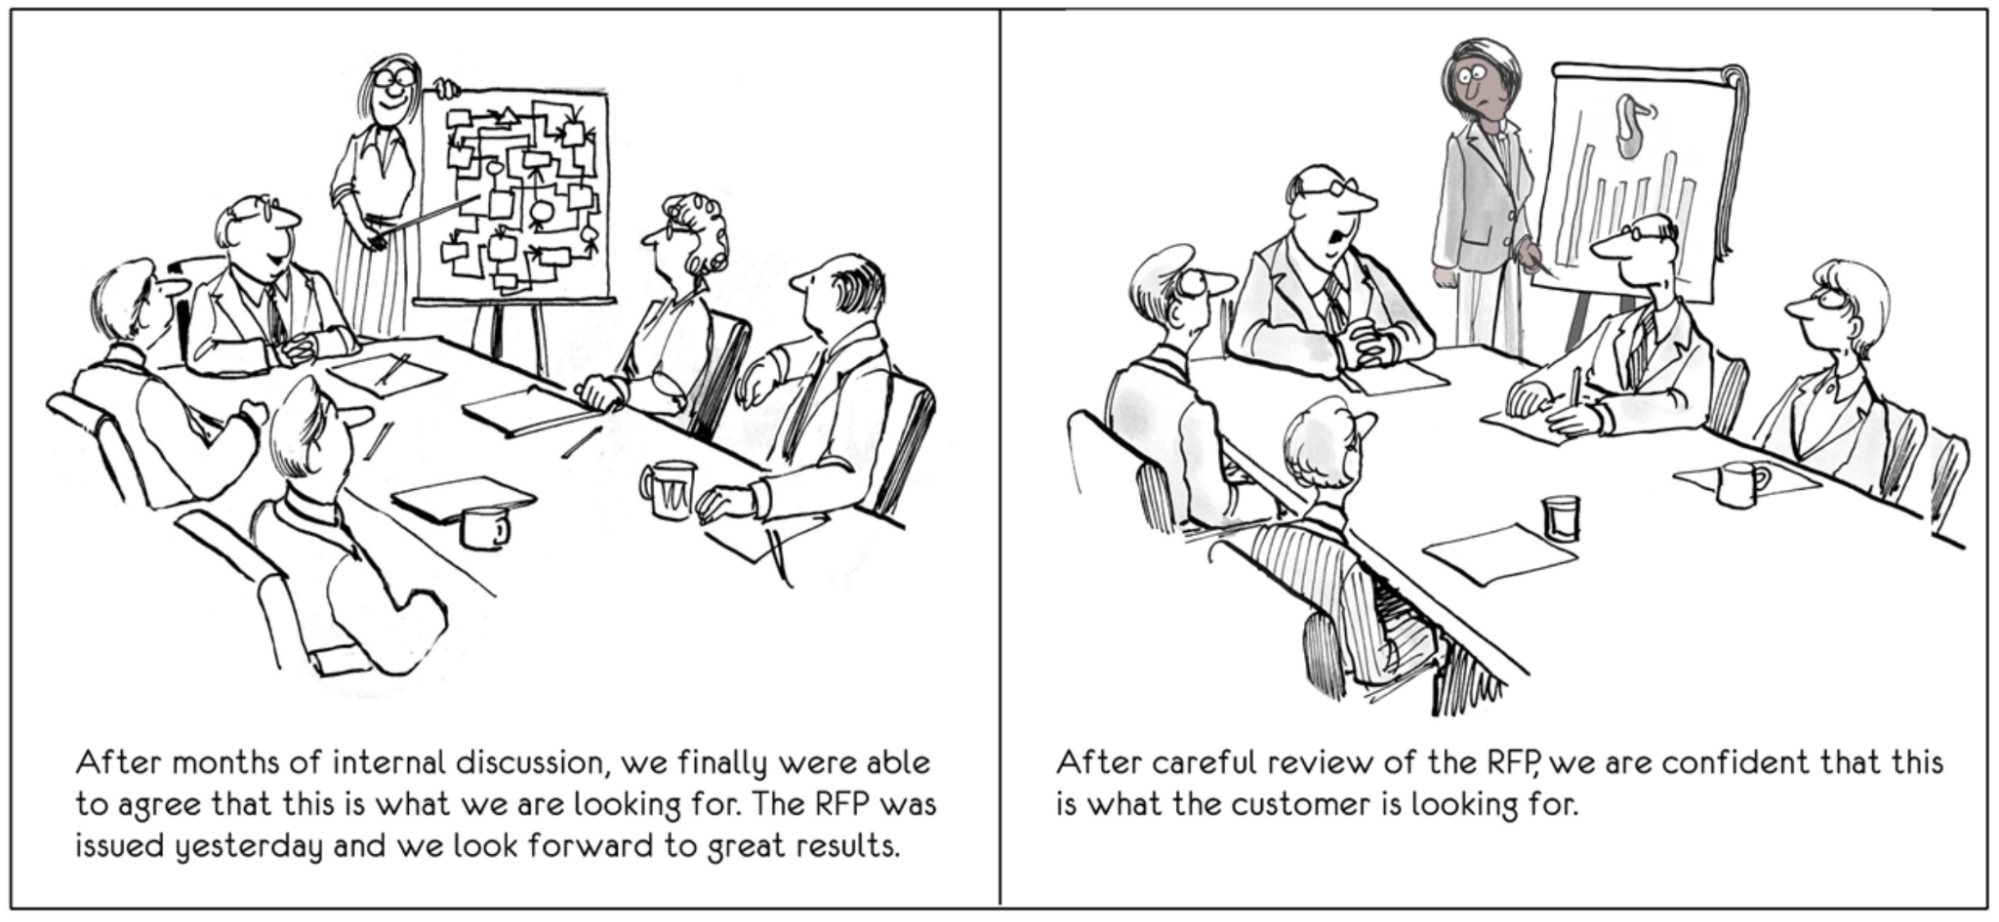 After months of internal discussion, we finally were able
to agree that this is what we are looking for. The RFP was
issued yesterday and we look forward to great results.
After careful review of the RFP, we are confident that this
is what the customer is looking for.